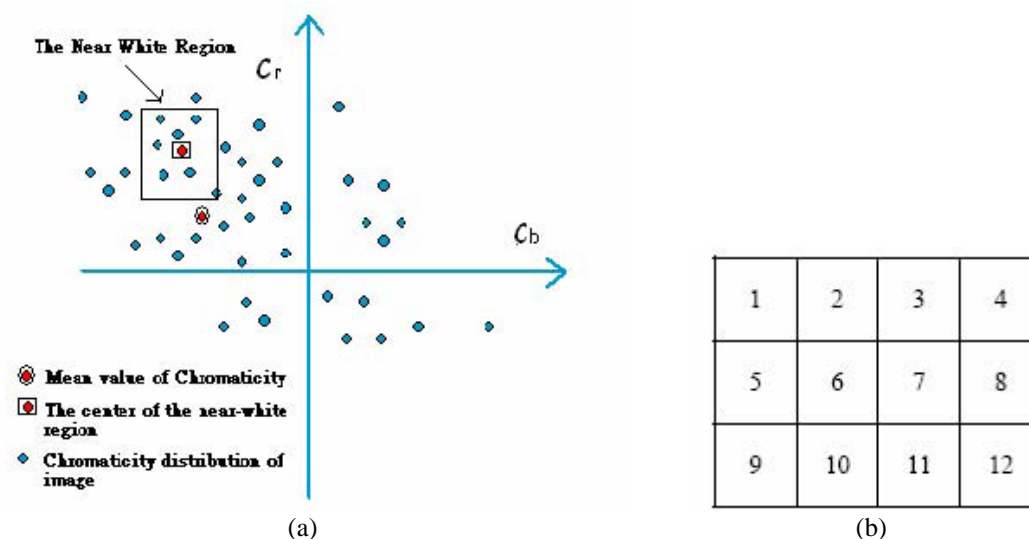 The Near White Region
Cr
Cb
Mean value of Chromaticity
The center of the near-white
region
Chromaticity distribution of
image
(a)
1 2 3 4
5 6 7 8
9 10 11 12
(b)